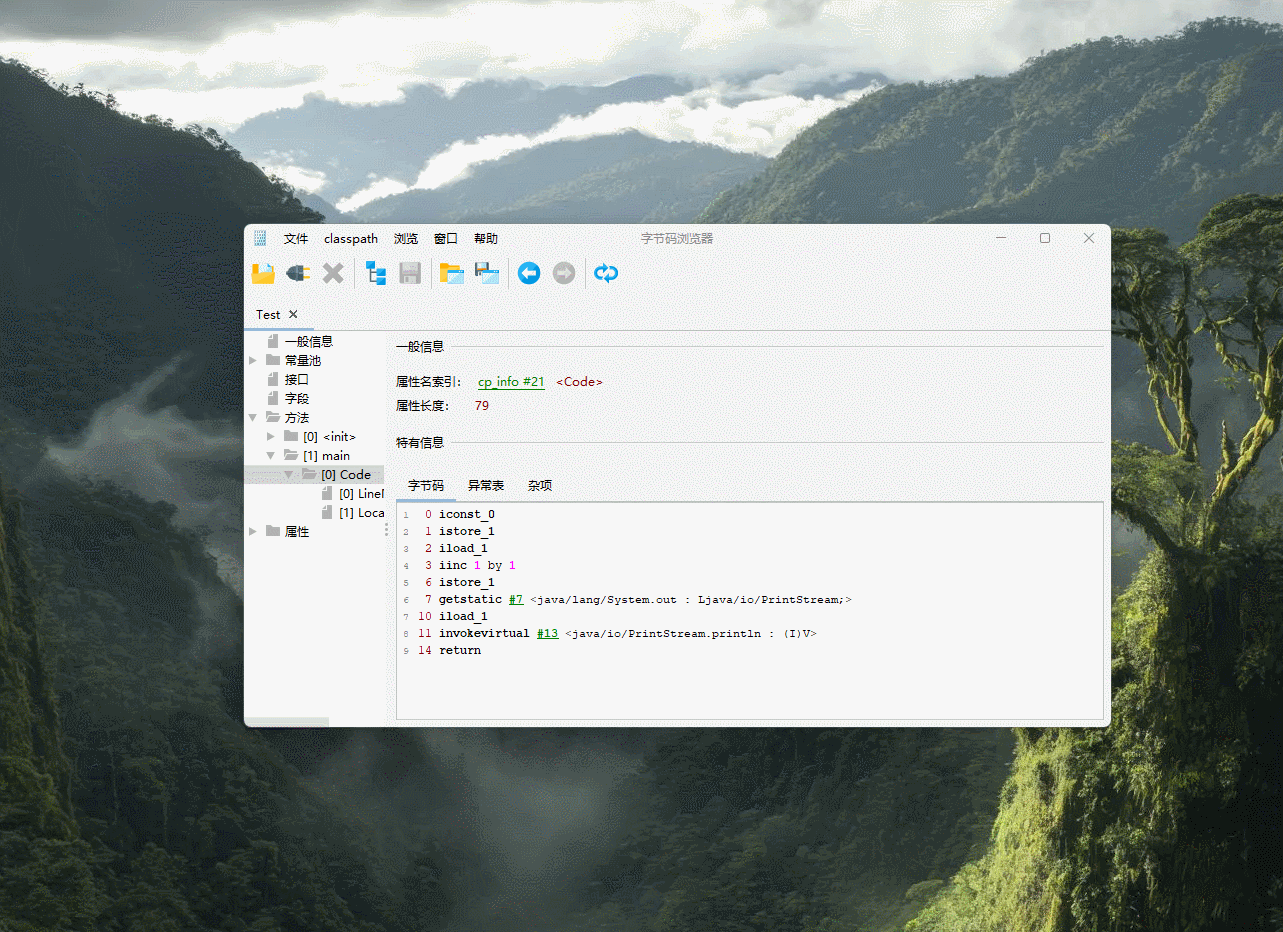 文件 classpath 浏览 窗口 帮助 字节码浏览器
Test
一般信息
常量池
接口
字段
方法
[0] <init>
[1] main
[0] Code
[0] Line
[1] Loca
属性
一般信息
属性名索引: cp_info #21 <Code>
属性长度: 79
特有信息
字节码 异常表 杂项
1 0 iconst_0
2 1 istore_1
3 2 iload_1
4 3 iinc 1 by 1
5 6 istore_1
6 7 getstatic #7 <java/lang/System.out : Ljava/io/PrintStream;>
7 10 iload_1
8 11 invokevirtual #13 <java/io/PrintStream.println : (I)V>
9 14 return